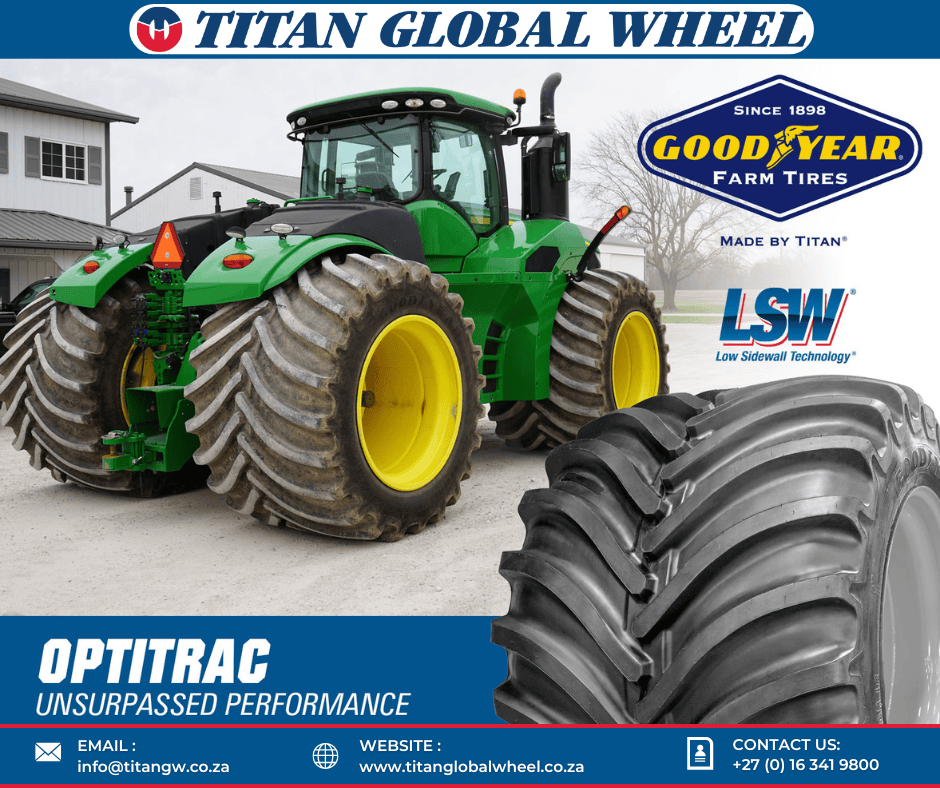 TITAN GLOBAL WHEEL
SINCE 1898
GOODYEAR
FARM TIRES
MADE BY TITAN®
LSW®
Low Sidewall Technology®
OPTITRAC
UNSURPASSED PERFORMANCE
EMAIL :
info@titangw.co.za
WEBSITE :
www.titanglobalwheel.co.za
CONTACT US:
+27 (0) 16 341 9800